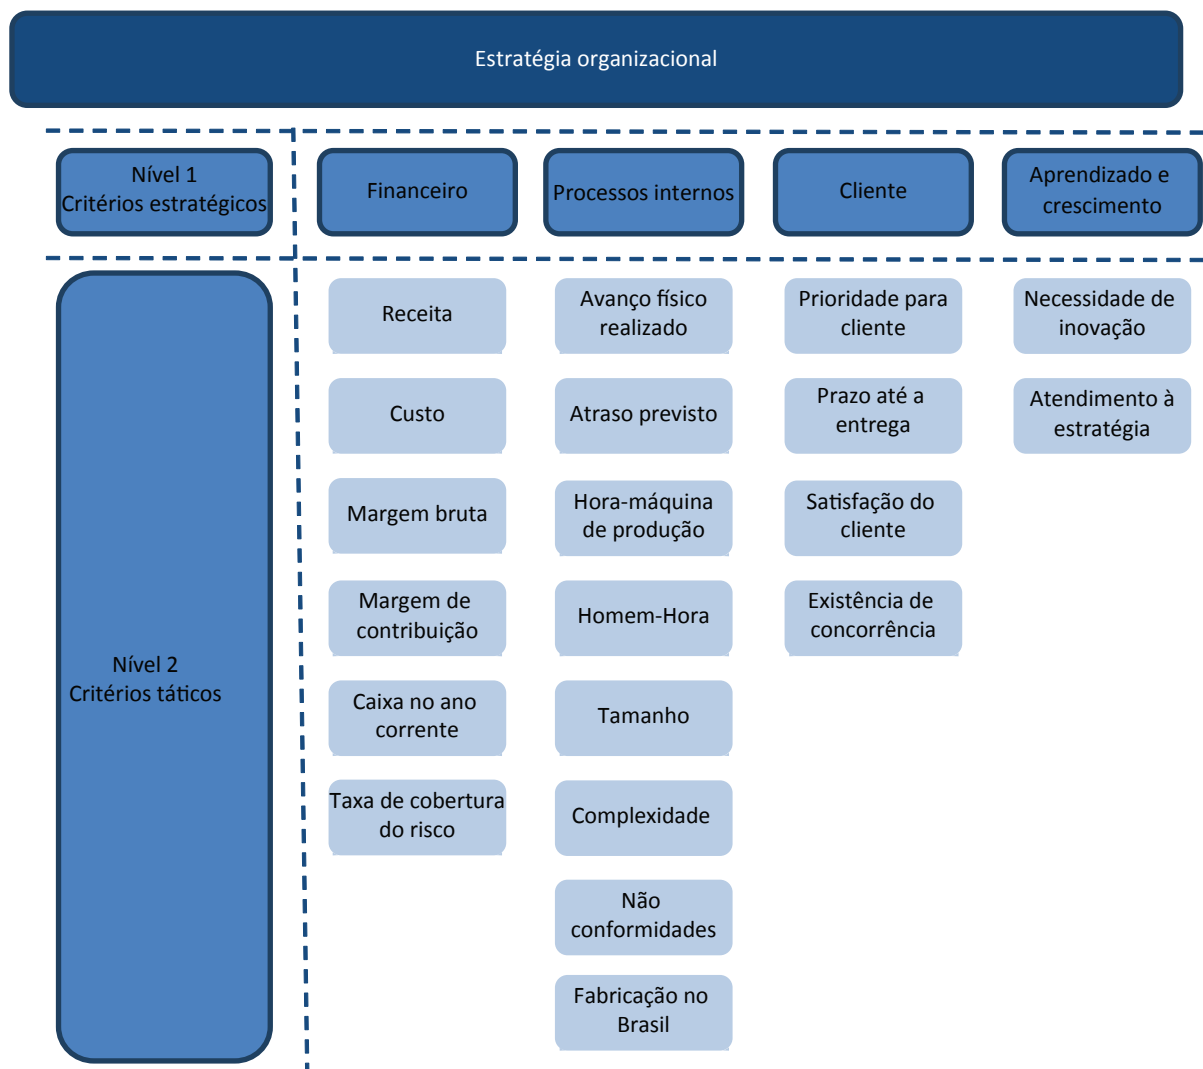 Estratégia organizacional
Nível 1
Critérios estratégicos
Financeiro
Processos internos
Cliente
Aprendizado e
crescimento
Nível 2
Critérios táticos
Receita
Custo
Margem bruta
Margem de
contribuição
Caixa no ano
corrente
Taxa de cobertura
do risco
Avanço físico
realizado
Atraso previsto
Hora-máquina
de produção
Homem-Hora
Tamanho
Complexidade
Não
conformidades
Fabricação no
Brasil
Prioridade para
cliente
Prazo até a
entrega
Satisfação do
cliente
Existência de
concorrência
Necessidade de
inovação
Atendimento à
estratégia